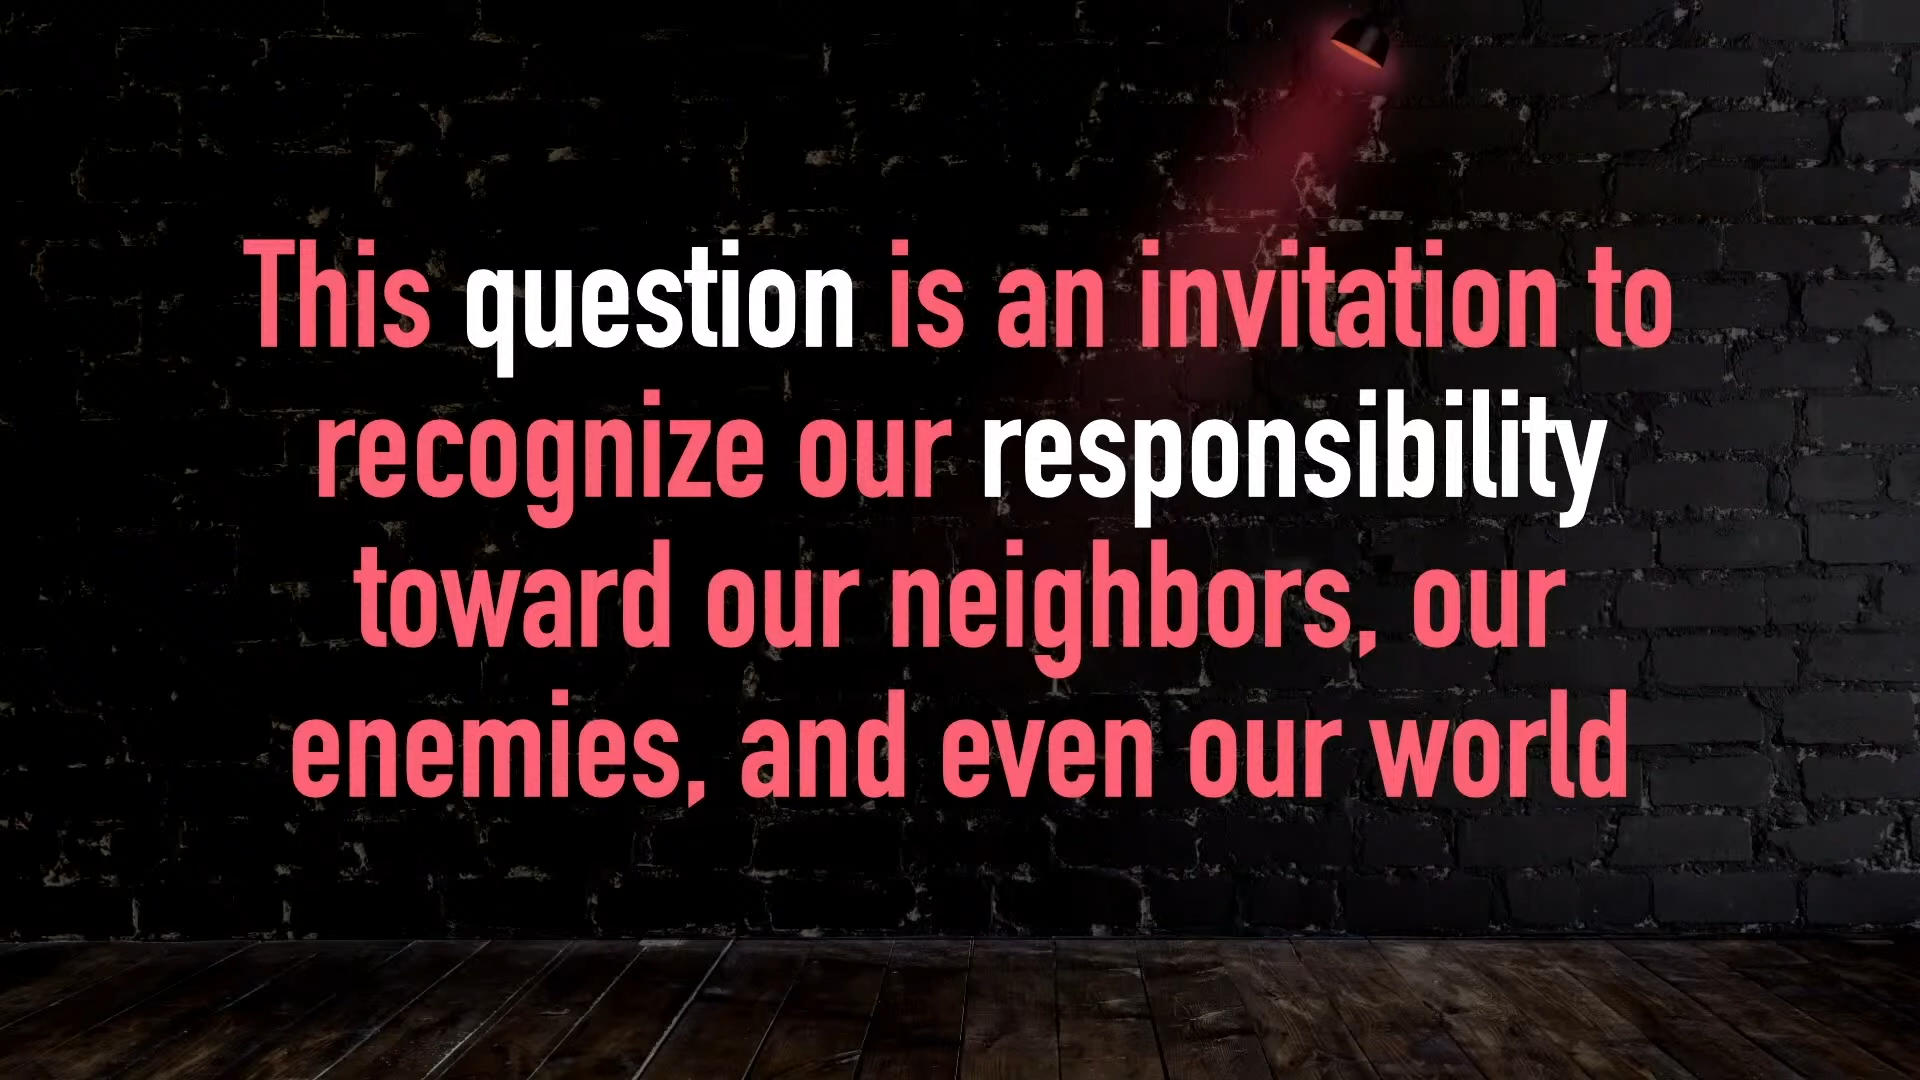 This question is an invitation to
recognize our responsibility
toward our neighbors, our
enemies, and even our world